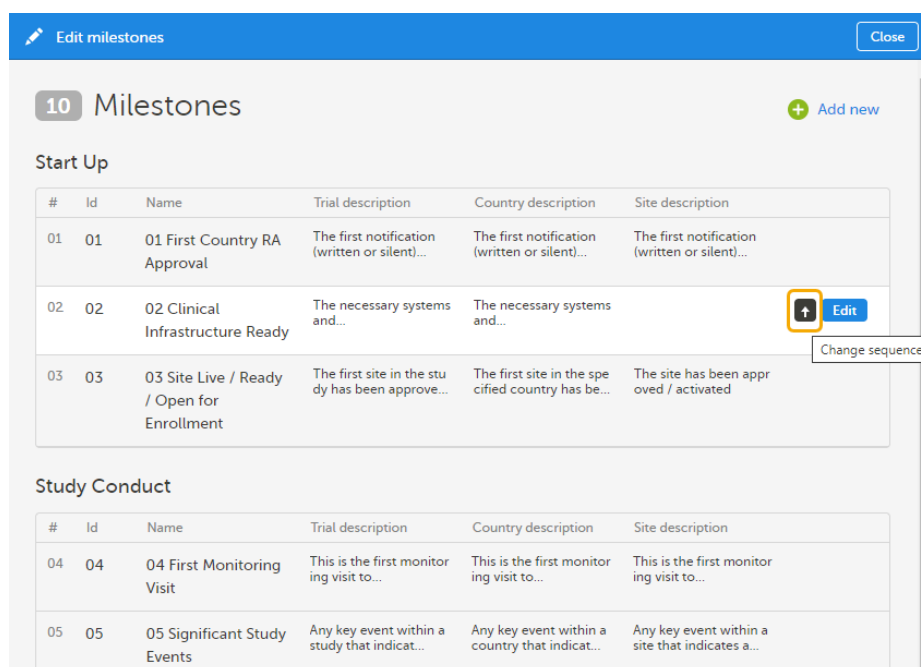 Edit milestones
Close
10 Milestones
Add new
Start Up
# Id Name Trial description Country description Site description
01 01 01 First Country RA Approval The first notification (written or silent)... The first notification (written or silent)... The first notification (written or silent)...
02 02 02 Clinical Infrastructure Ready The necessary systems and... The necessary systems and... Edit
Change sequence
03 03 03 Site Live / Ready / Open for Enrollment The first site in the stu dy has been approve... The first site in the spe cified country has be... The site has been appr oved / activated
Study Conduct
# Id Name Trial description Country description Site description
04 04 04 First Monitoring Visit This is the first monitor ing visit to... This is the first monitor ing visit to... This is the first monitor ing visit to...
05 05 05 Significant Study Events Any key event within a study that indicat... Any key event within a country that indicat... Any key event within a site that indicates a...